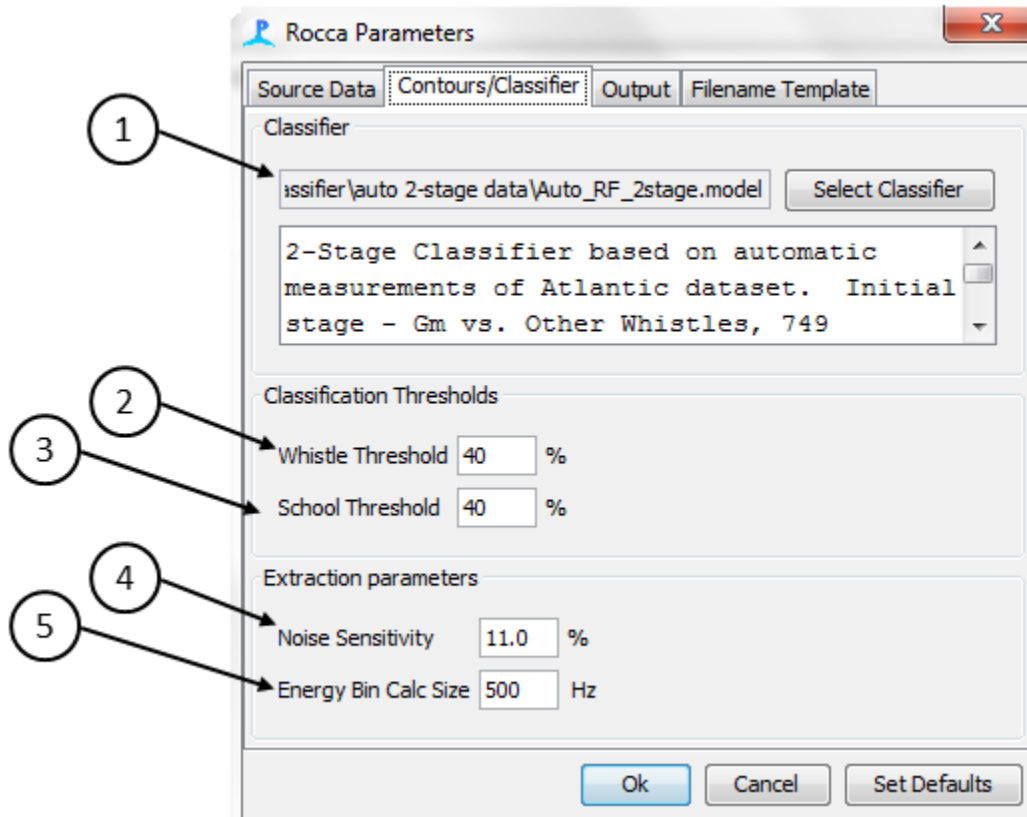 Rocca Parameters
Source Data Contours/Classifier Output Filename Template
Classifier
1
assifier\auto 2-stage data\Auto_RF_2stage.model Select Classifier
2-Stage Classifier based on automatic
measurements of Atlantic dataset.  Initial
stage - Gm vs. Other Whistles, 749
Classification Thresholds
2
Whistle Threshold 40 %
3
School Threshold 40 %
Extraction parameters
4
Noise Sensitivity 11.0 %
5
Energy Bin Calc Size 500 Hz
Ok Cancel Set Defaults